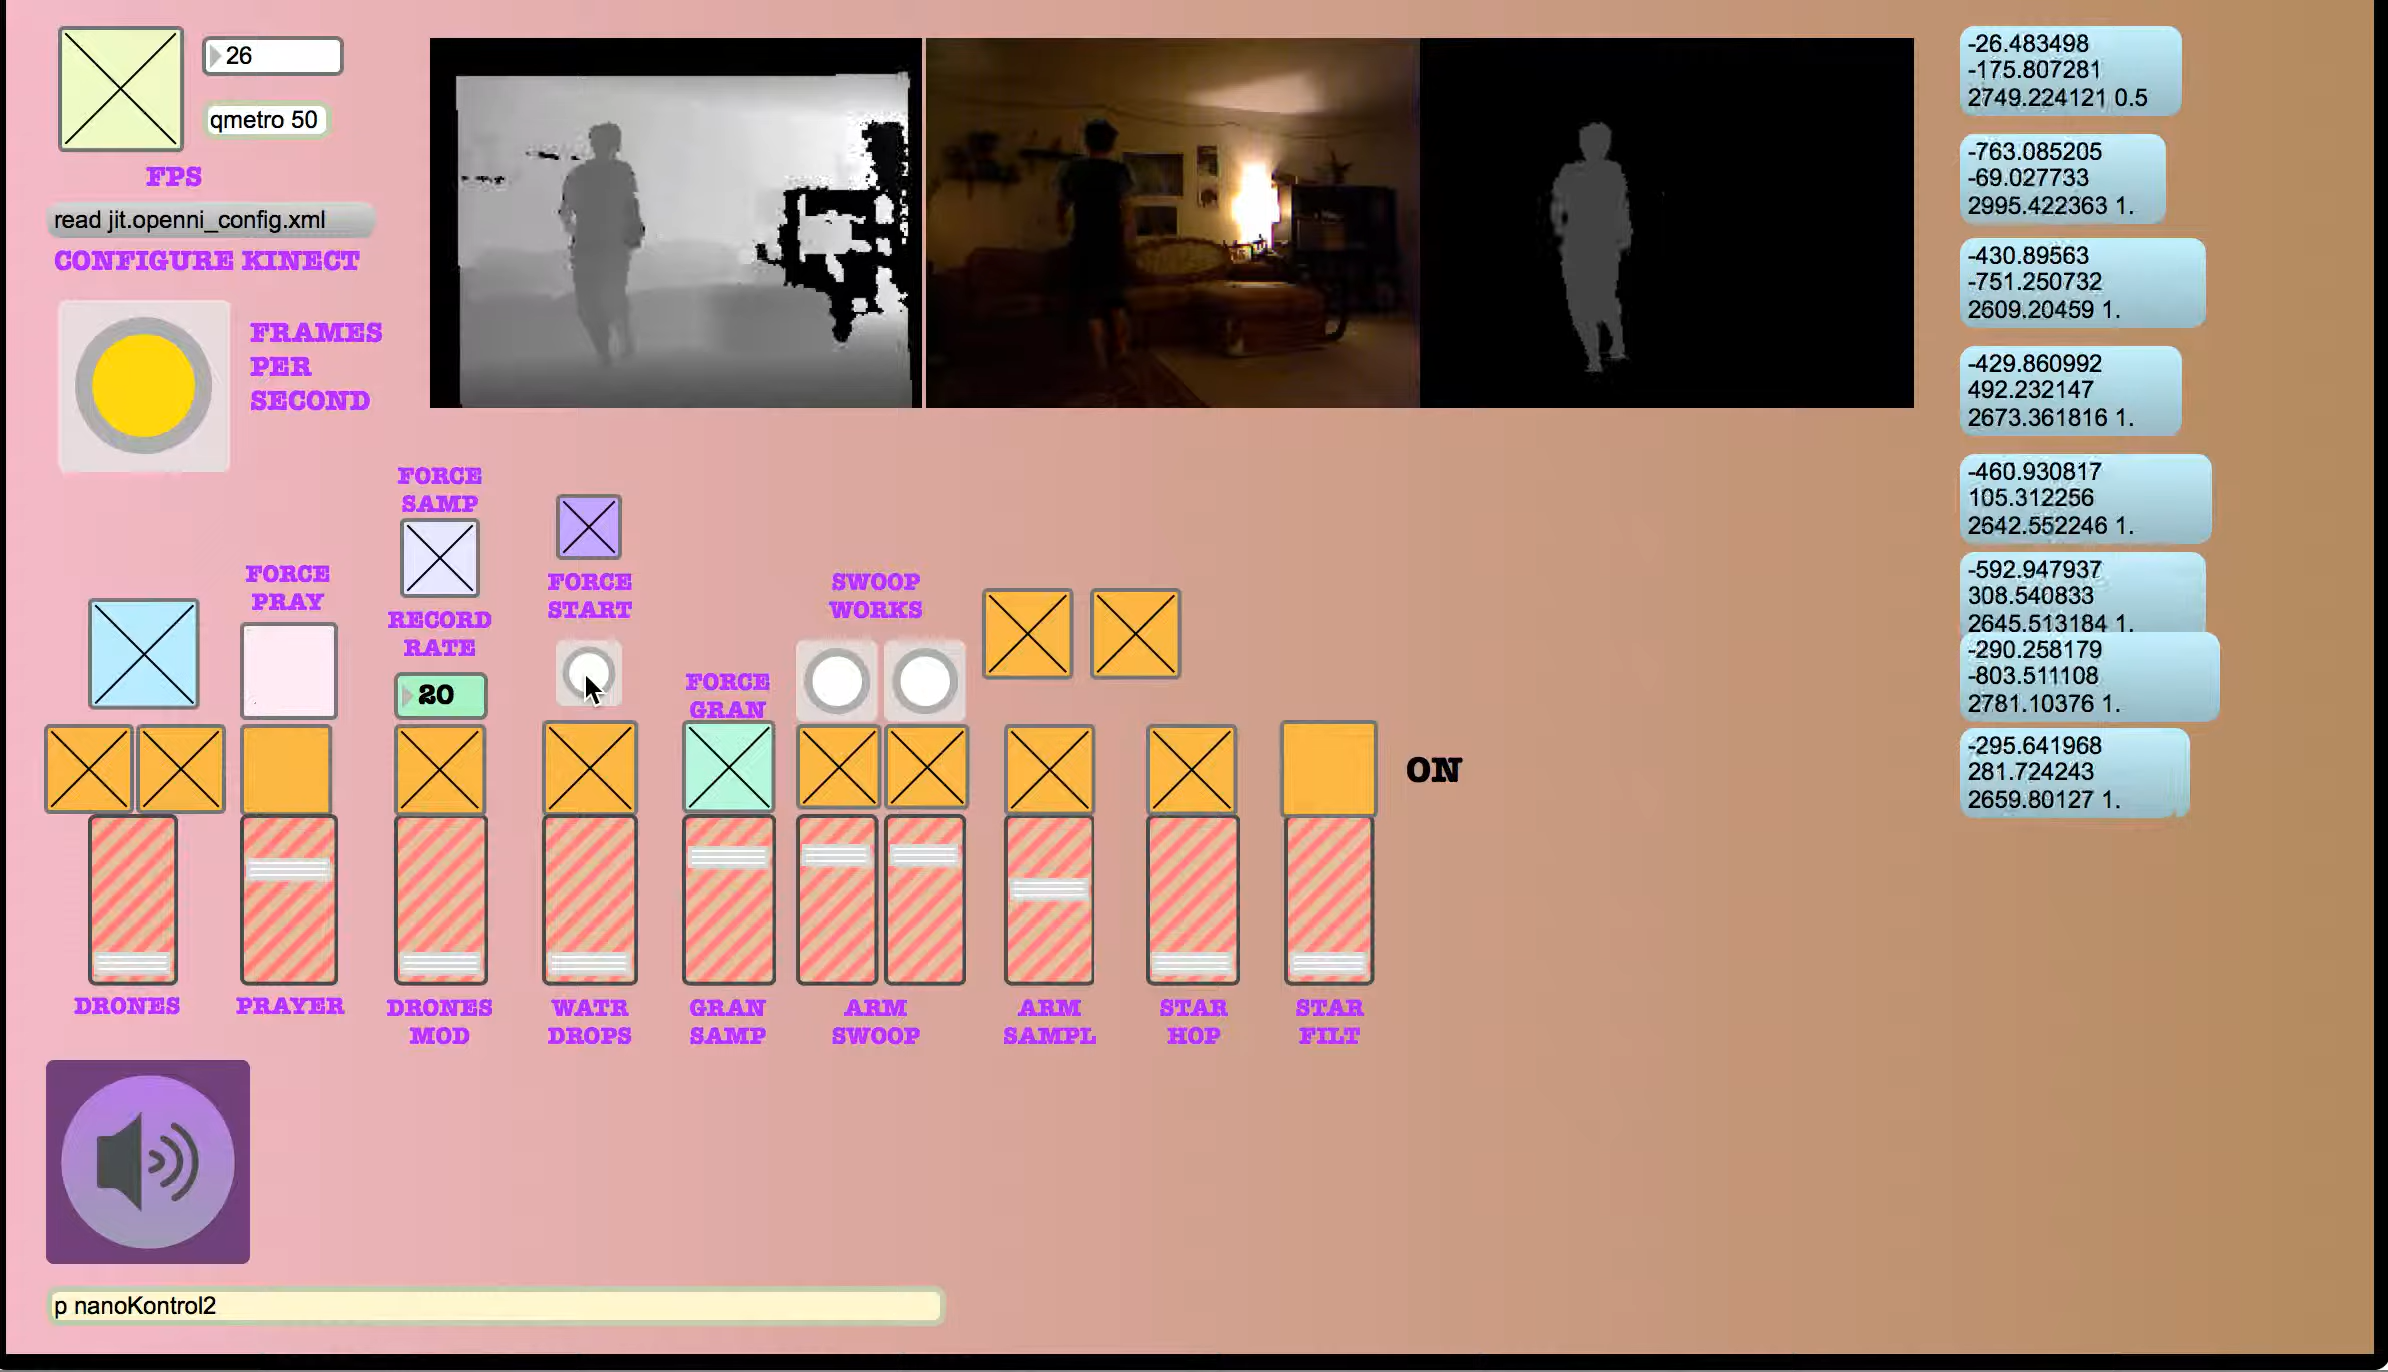 26
qmetro 50
FPS
read jit.openni_config.xml
CONFIGURE KINECT
FRAMES
PER
SECOND
FORCE
SAMP
RECORD
RATE
20
FORCE
START
FORCE
PRAY
FORCE
GRAN
SWOOP
WORKS
ON
DRONES
PRAYER
DRONES
MOD
WATR
DROPS
GRAN
SAMP
ARM
SWOOP
ARM
SAMPL
STAR
HOP
STAR
FILT
p nanoKontrol2
-26.483498
-175.807281
2749.224121 0.5
-763.085205
-69.027733
2995.422363 1.
-430.89563
-751.250732
2609.20459 1.
-429.860992
492.232147
2673.361816 1.
-460.930817
105.312256
2642.552246 1.
-592.947937
308.540833
2645.513184 1.
-290.258179
-803.511108
2781.10376 1.
-295.641968
281.724243
2659.80127 1.